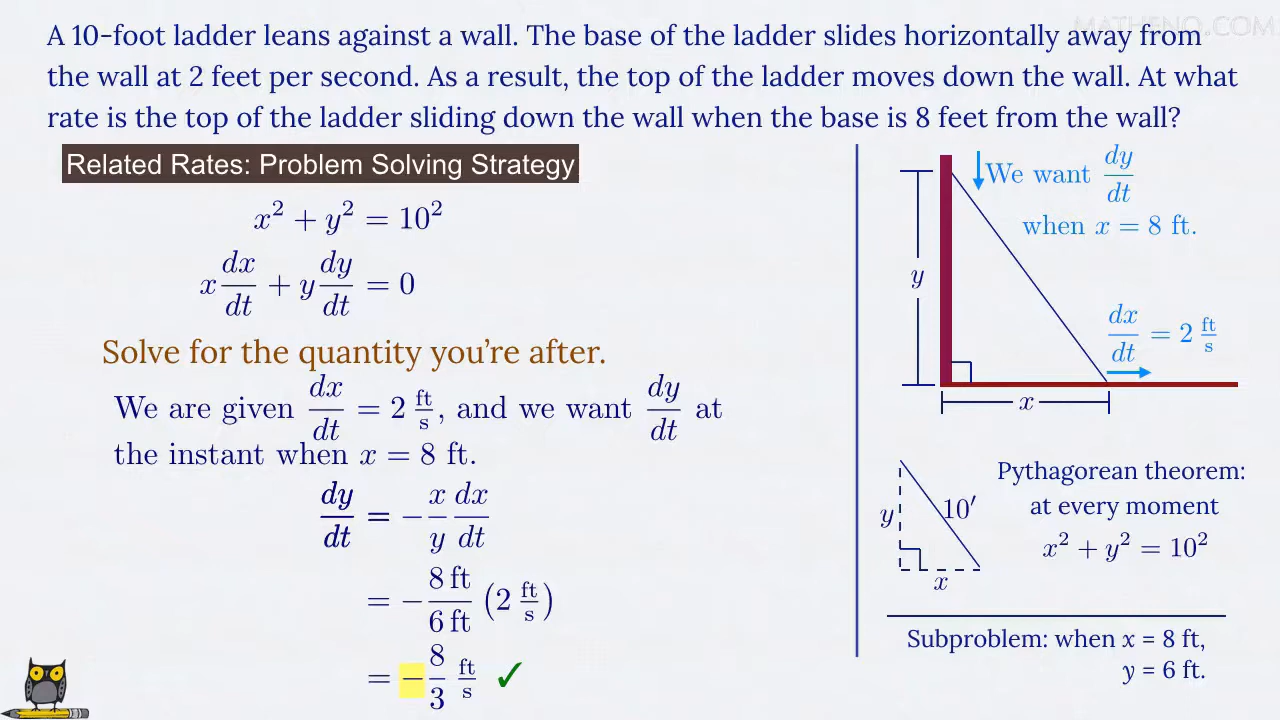 MATHENO.COM
A 10-foot ladder leans against a wall. The base of the ladder slides horizontally away from
the wall at 2 feet per second. As a result, the top of the ladder moves down the wall. At what
rate is the top of the ladder sliding down the wall when the base is 8 feet from the wall?
Related Rates: Problem Solving Strategy
x² + y² = 10²
x dx/dt + y dy/dt = 0
Solve for the quantity you're after.
We are given dx/dt = 2 ft/s, and we want dy/dt at
the instant when x = 8 ft.
dy/dt = − x/y dx/dt
= − 8 ft/6 ft (2 ft/s)
= − 8/3 ft/s ✓
We want dy/dt
when x = 8 ft.
y
dx/dt = 2 ft/s
x
Pythagorean theorem:
at every moment
x² + y² = 10²
y
10′
x
Subproblem: when x = 8 ft,
y = 6 ft.